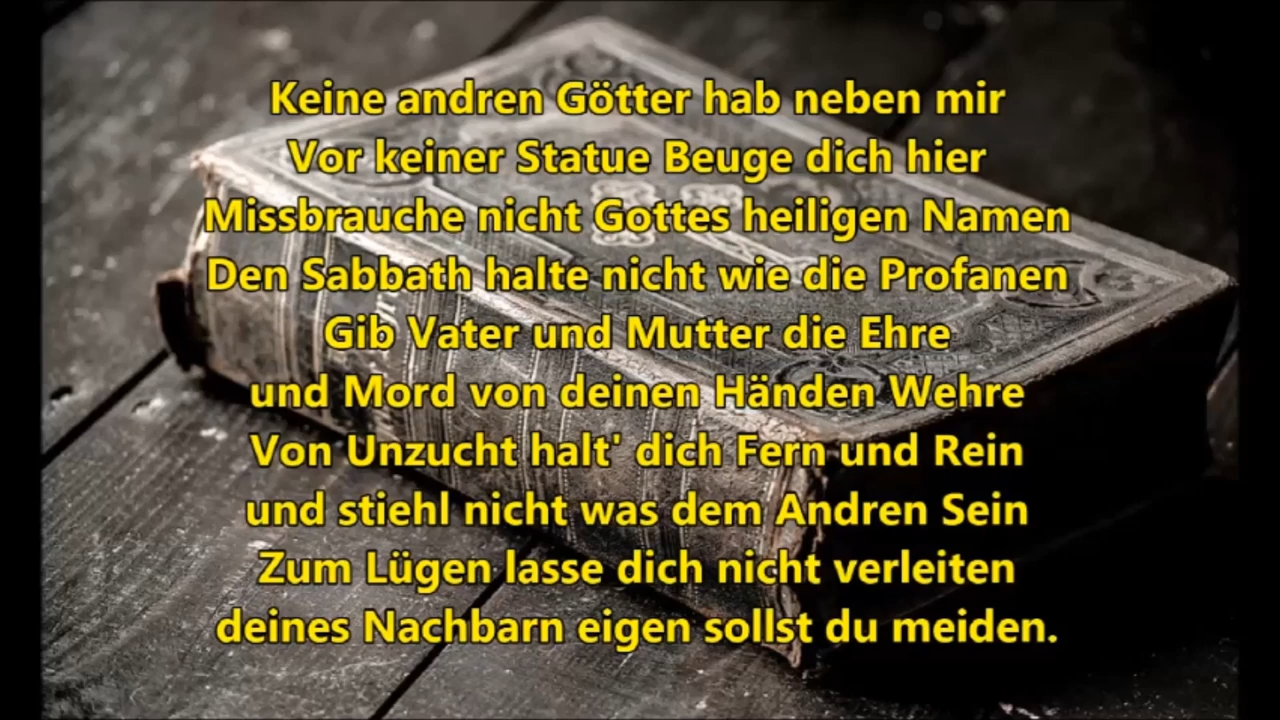 Keine andren Götter hab neben mir
Vor keiner Statue Beuge dich hier
Missbrauche nicht Gottes heiligen Namen
Den Sabbath halte nicht wie die Profanen
Gib Vater und Mutter die Ehre
und Mord von deinen Händen Wehre
Von Unzucht halt' dich Fern und Rein
und stiehl nicht was dem Andren Sein
Zum Lügen lasse dich nicht verleiten
deines Nachbarn eigen sollst du meiden.